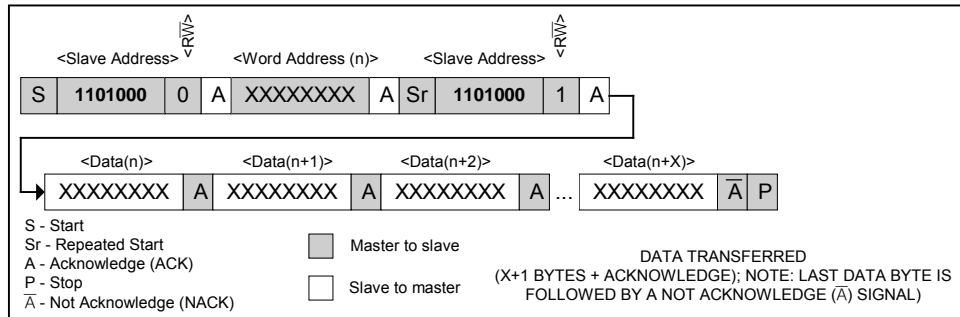 <RW̅> <RW̅>
<Slave Address> <Word Address (n)> <Slave Address>
S 1101000 0 A XXXXXXXX A Sr 1101000 1 A
<Data(n)> <Data(n+1)> <Data(n+2)> <Data(n+X)>
XXXXXXXX A XXXXXXXX A XXXXXXXX A ... XXXXXXXX A̅ P
S - Start
Sr - Repeated Start
A - Acknowledge (ACK)
P - Stop
A̅ - Not Acknowledge (NACK)
Master to slave
Slave to master
DATA TRANSFERRED
(X+1 BYTES + ACKNOWLEDGE); NOTE: LAST DATA BYTE IS
FOLLOWED BY A NOT ACKNOWLEDGE (A̅) SIGNAL)